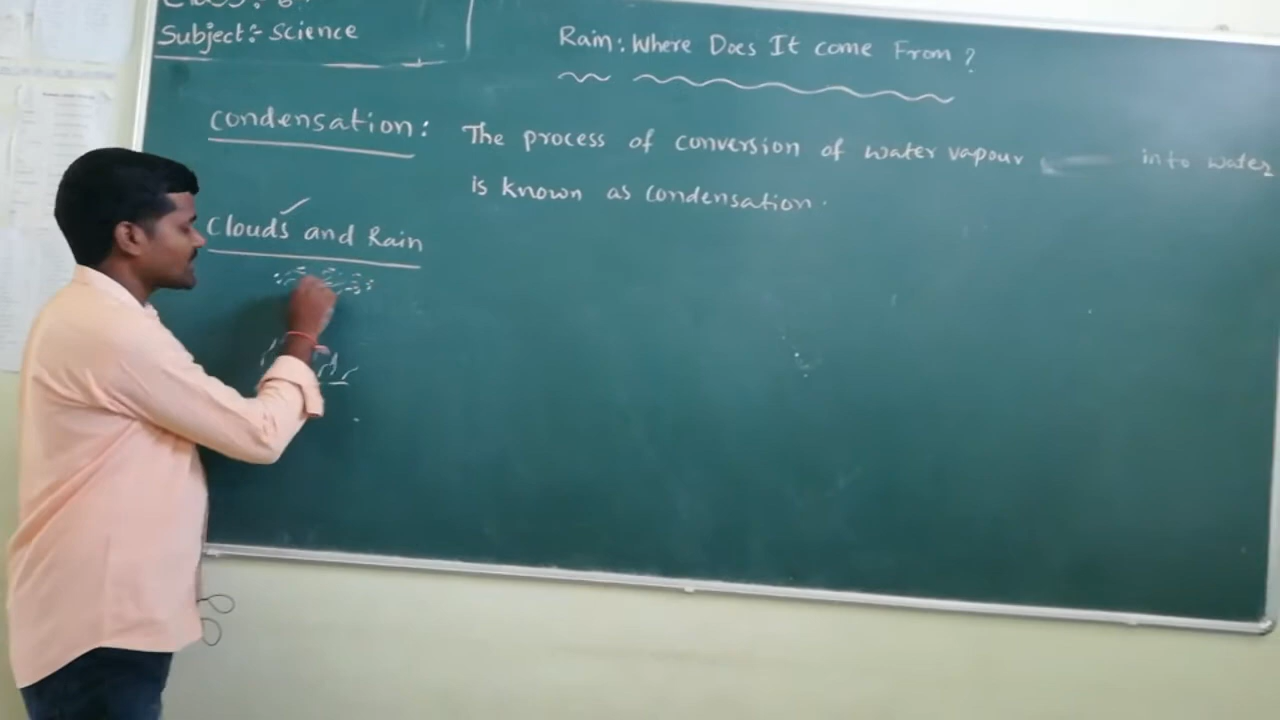 Subject:- Science
Rain: Where Does It come From ?
condensation: The process of conversion of water vapour into water
is known as condensation.
Clouds and Rain